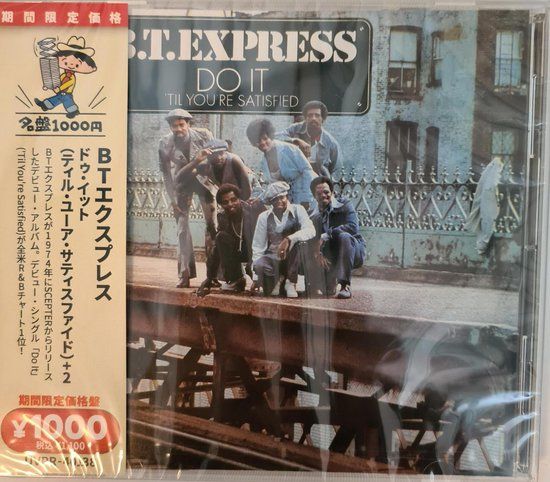 期間限定価格
名盤1000円
BTエクスプレス
ドゥ・イット
(ティル・ユーア・サティスファイド)+2
BTエクスプレスが1974年にSCEPTERからリリース
したデビュー・アルバム。デビュー・シングル「Do it」
('Til You're Satisfied)が全米R&Bチャート1位!
期間限定価格盤
¥1000
税込 ¥1,100
B.T.EXPRESS
DO IT
'TIL YOU'RE SATISFIED